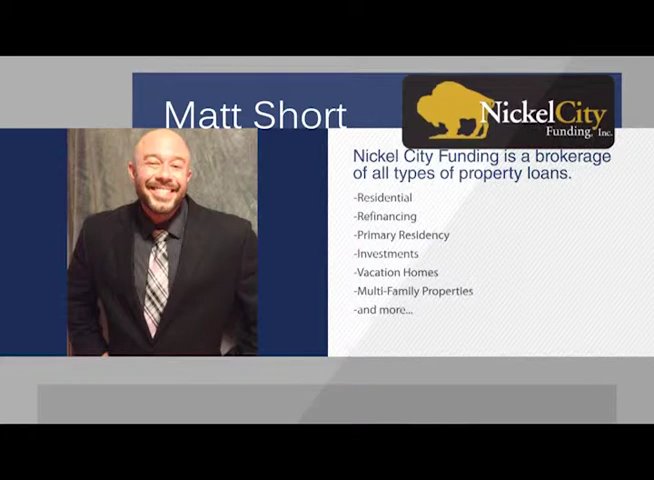 Matt Short
NickelCity
Funding, Inc.
Nickel City Funding is a brokerage
of all types of property loans.
-Residential
-Refinancing
-Primary Residency
-Investments
-Vacation Homes
-Multi-Family Properties
-and more...